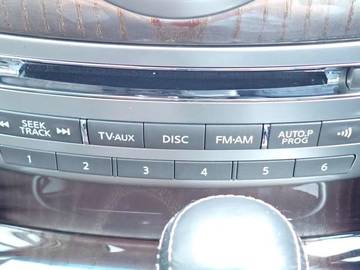 SEEK TRACK
TV·AUX
DISC
FM·AM
AUTO.P PROG
1 2 3 4 5 6